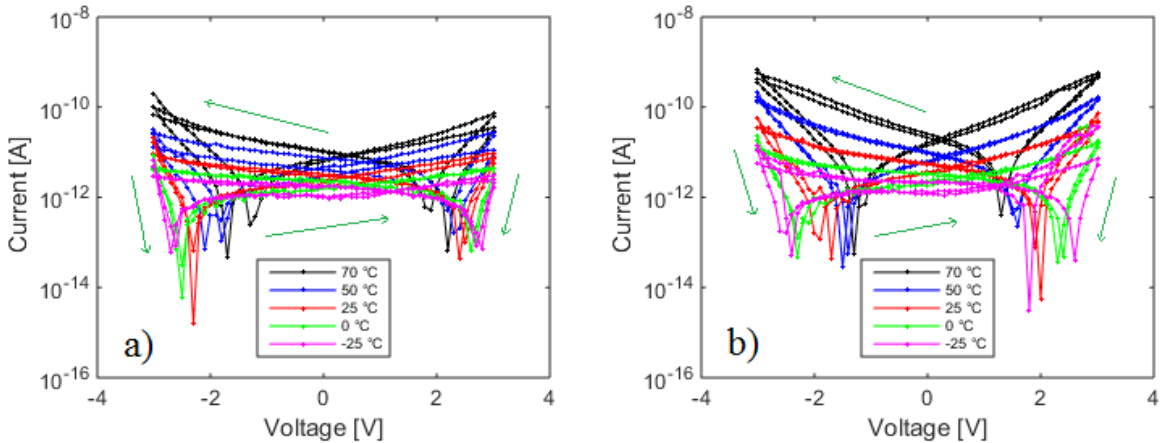 10⁻⁸
10⁻¹⁰
10⁻¹²
10⁻¹⁴
10⁻¹⁶
Current [A]
70 °C
50 °C
25 °C
0 °C
-25 °C
a)
-4 -2 0 2 4
Voltage [V]
10⁻⁸
10⁻¹⁰
10⁻¹²
10⁻¹⁴
10⁻¹⁶
Current [A]
70 °C
50 °C
25 °C
0 °C
-25 °C
b)
-4 -2 0 2 4
Voltage [V]